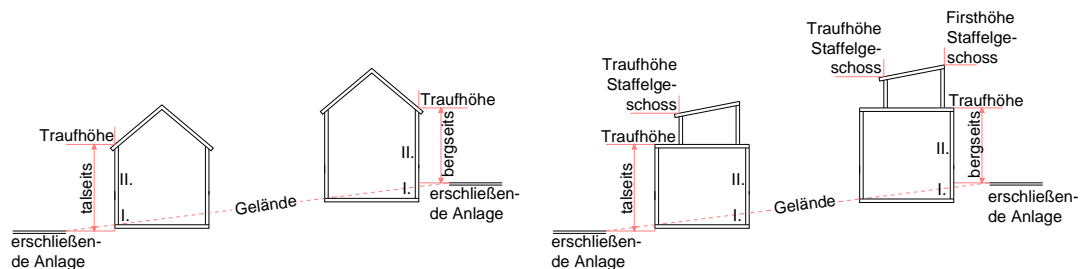 Traufhöhe
talseits
II.
I.
erschließen-
de Anlage
Gelände
Traufhöhe
bergseits
II.
I.
erschließen-
de Anlage
Traufhöhe
Staffelge-
schoss
Traufhöhe
talseits
II.
I.
erschließen-
de Anlage
Gelände
Traufhöhe
Staffelge-
schoss
Firsthöhe
Staffelge-
schoss
Traufhöhe
bergseits
II.
I.
erschließen-
de Anlage